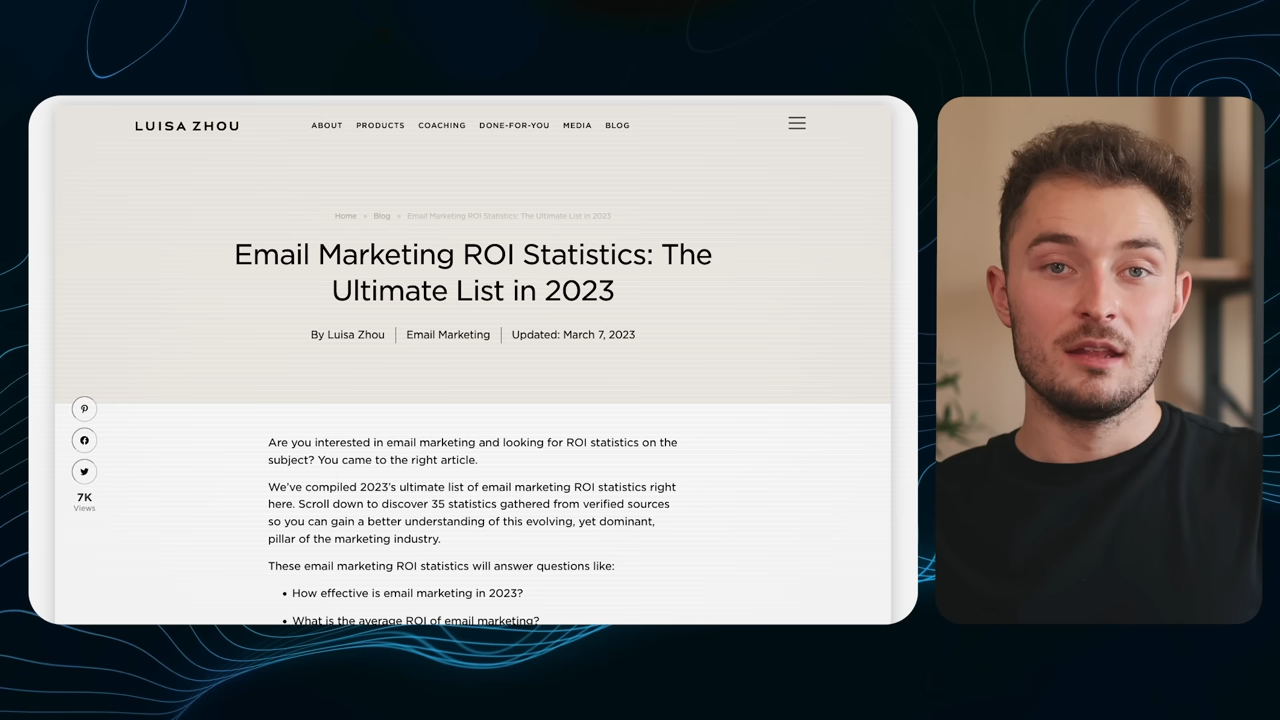 LUISA ZHOU
ABOUT PRODUCTS COACHING DONE-FOR-YOU MEDIA BLOG
Home » Blog » Email Marketing ROI Statistics: The Ultimate List in 2023
Email Marketing ROI Statistics: The
Ultimate List in 2023
By Luisa Zhou | Email Marketing | Updated: March 7, 2023
Are you interested in email marketing and looking for ROI statistics on the
subject? You came to the right article.
We've compiled 2023's ultimate list of email marketing ROI statistics right
here. Scroll down to discover 35 statistics gathered from verified sources
so you can gain a better understanding of this evolving, yet dominant,
pillar of the marketing industry.
These email marketing ROI statistics will answer questions like:
• How effective is email marketing in 2023?
• What is the average ROI of email marketing?
7K
Views